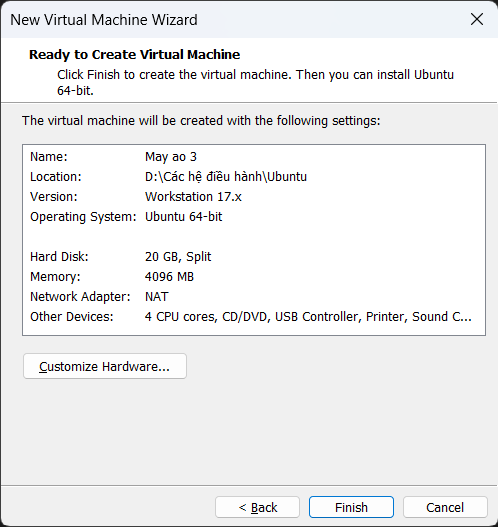 New Virtual Machine Wizard
Ready to Create Virtual Machine
Click Finish to create the virtual machine. Then you can install Ubuntu
64-bit.
The virtual machine will be created with the following settings:
Name: May ao 3
Location: D:\Các hệ điều hành\Ubuntu
Version: Workstation 17.x
Operating System: Ubuntu 64-bit
Hard Disk: 20 GB, Split
Memory: 4096 MB
Network Adapter: NAT
Other Devices: 4 CPU cores, CD/DVD, USB Controller, Printer, Sound C...
Customize Hardware...
< Back
Finish
Cancel